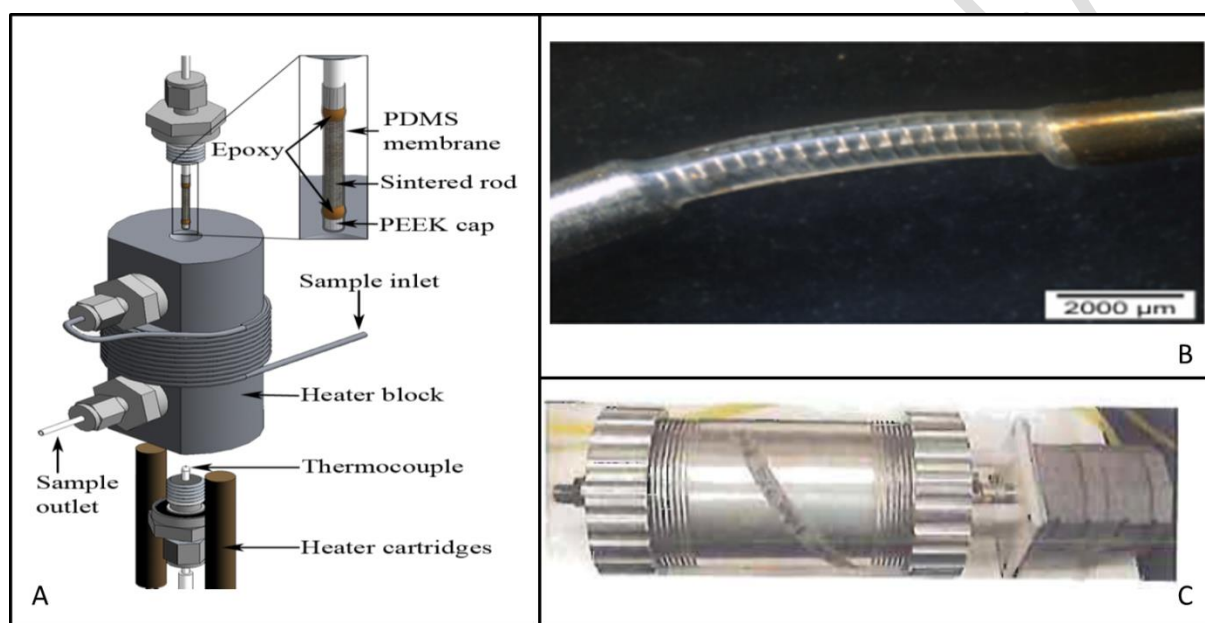 PDMS
membrane
Epoxy
Sintered rod
PEEK cap
Sample inlet
Heater block
Thermocouple
Sample
outlet
Heater cartridges
A
2000 µm
B
C